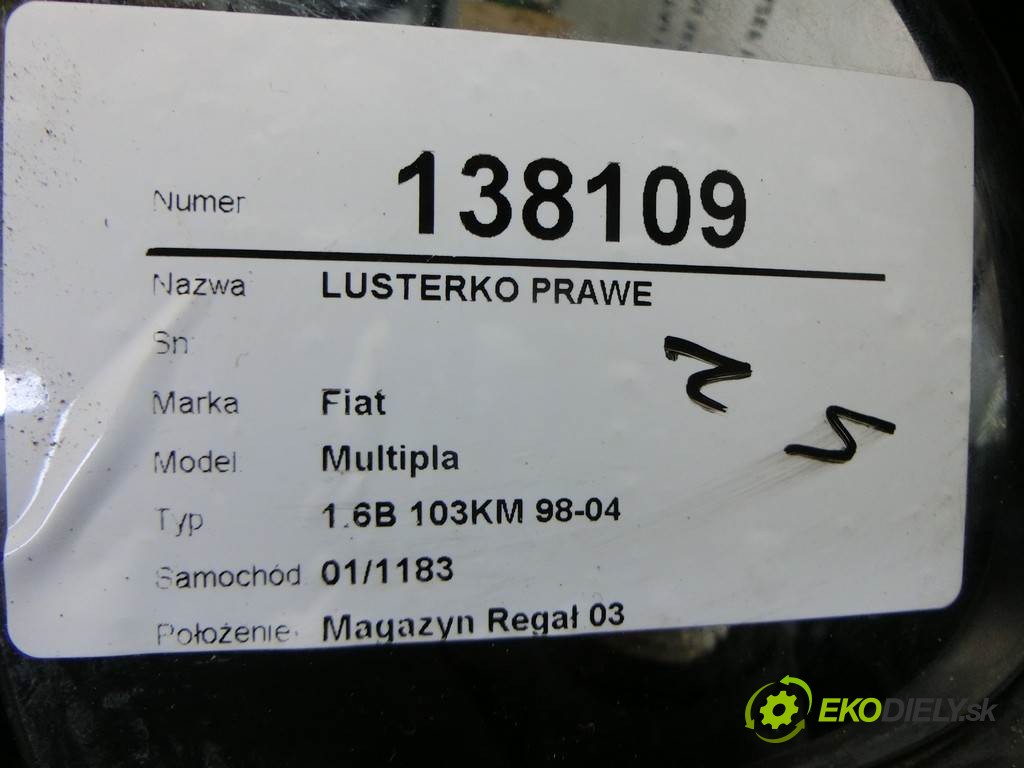 Numer 138109
Nazwa LUSTERKO PRAWE
Sn
Marka Fiat
Model Multipla
Typ 1.6B 103KM 98-04
Samochód 01/1183
Położenie Magazyn Regał 03
EKODIELY.sk